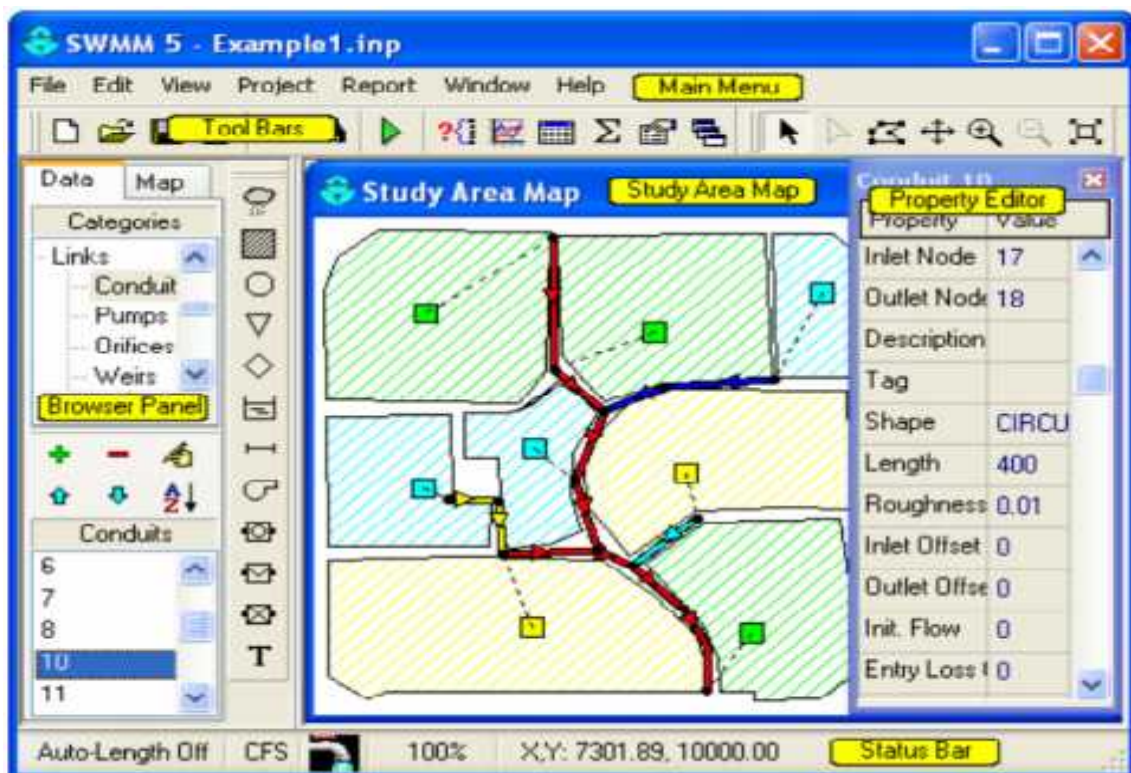 SWMM 5 - Example1.inp
File Edit View Project Report Window Help Main Menu
Tool Bars
Data Map
Categories
Links
Conduit
Pumps
Orifices
Weirs
Browser Panel
Conduits
6
7
8
10
11
T
Study Area Map Study Area Map
Conduit 10
Property Editor
Property Value
Inlet Node 17
Outlet Node 18
Description
Tag
Shape CIRCU
Length 400
Roughness 0.01
Inlet Offset 0
Outlet Offse 0
Init. Flow 0
Entry Loss 0
Auto-Length Off CFS 100% X,Y: 7301.89, 10000.00 Status Bar